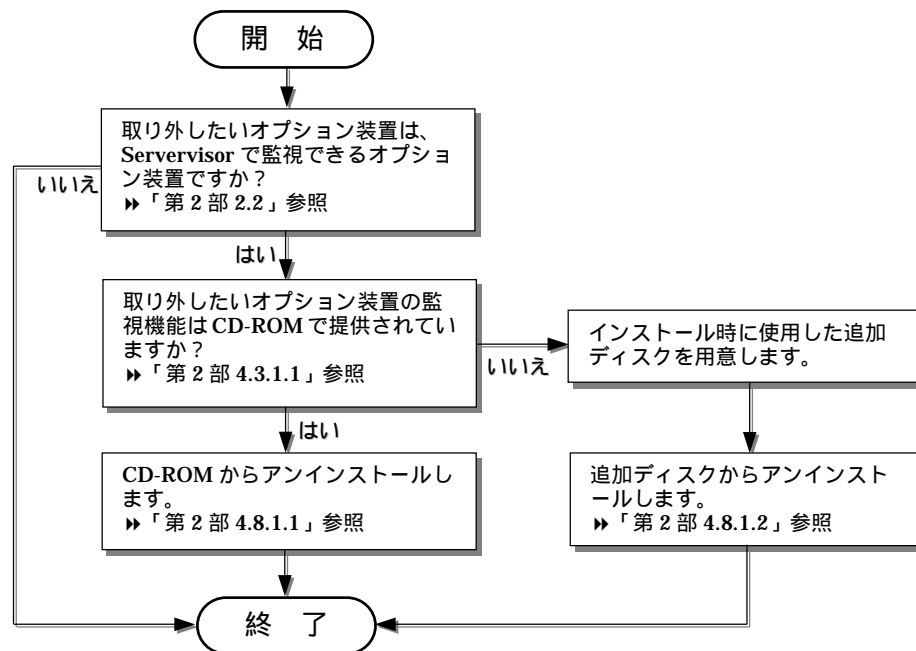 開　始
取り外したいオプション装置は、
Servervisor で監視できるオプショ
ン装置ですか？
▸▸「第 2 部 2.2」参照
いいえ
はい
取り外したいオプション装置の監
視機能は CD-ROM で提供されてい
ますか？
▸▸「第 2 部 4.3.1.1」参照
いいえ
インストール時に使用した追加
ディスクを用意します。
はい
CD-ROM からアンインストールし
ます。
▸▸「第 2 部 4.8.1.1」参照
追加ディスクからアンインスト
ールします。
▸▸「第 2 部 4.8.1.2」参照
終　了